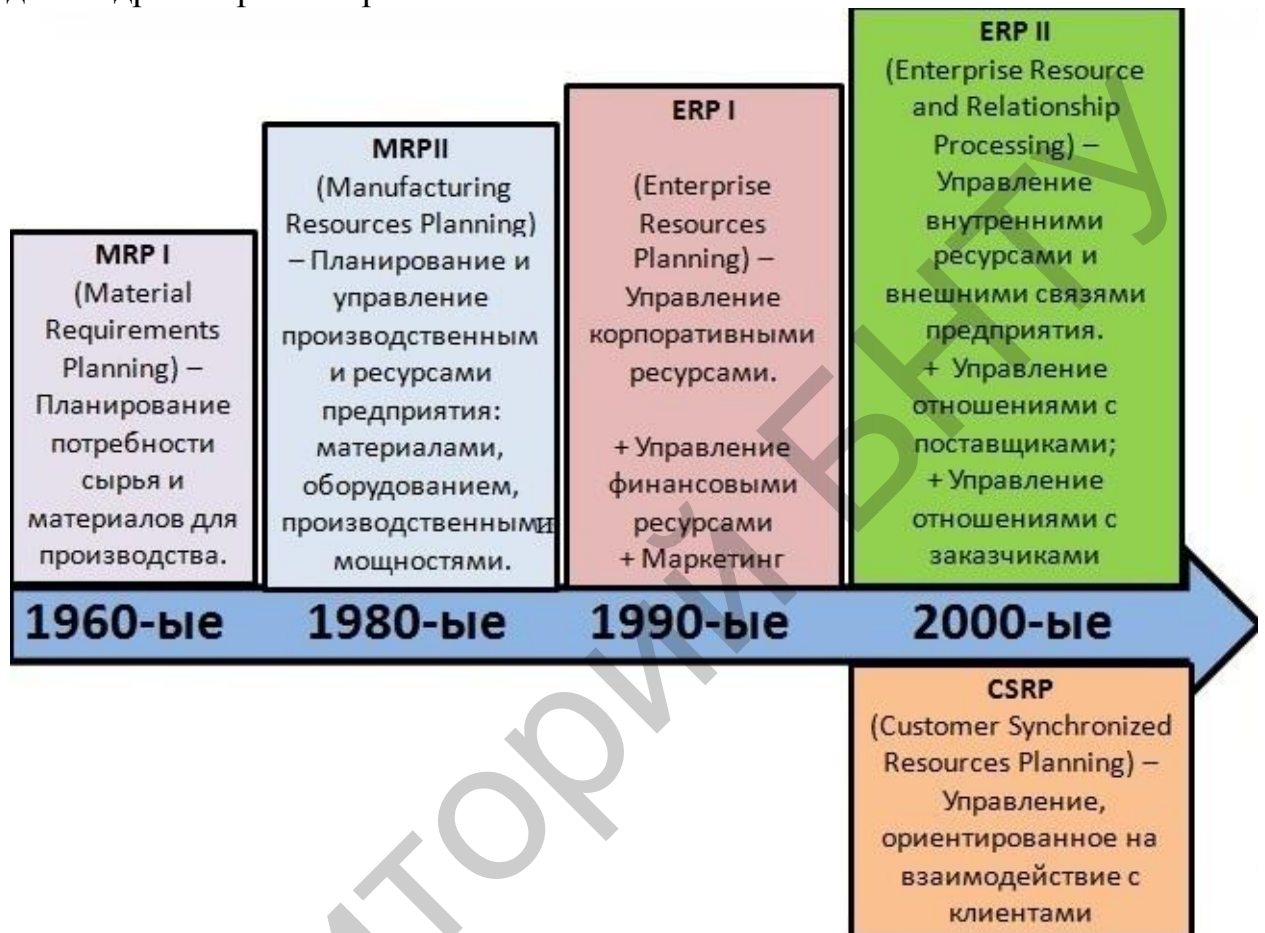 MRP I
(Material
Requirements
Planning) –
Планирование
потребности
сырья и
материалов для
производства.
MRPII
(Manufacturing
Resources Planning)
– Планирование и
управление
производственным
и ресурсами
предприятия:
материалами,
оборудованием,
производственными
мощностями.
ERP I
(Enterprise
Resources
Planning) –
Управление
корпоративными
ресурсами.
+ Управление
финансовыми
ресурсами
+ Маркетинг
ERP II
(Enterprise Resource
and Relationship
Processing) –
Управление
внутренними
ресурсами и
внешними связями
предприятия.
+ Управление
отношениями с
поставщиками;
+ Управление
отношениями с
заказчиками
1960-ые
1980-ые
1990-ые
2000-ые
CSRP
(Customer Synchronized
Resources Planning) –
Управление,
ориентированное на
взаимодействие с
клиентами
БНТУ